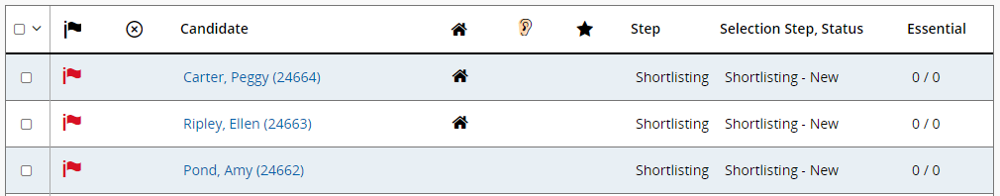 Candidate Step Selection Step, Status Essential
Carter, Peggy (24664) Shortlisting Shortlisting - New 0 / 0
Ripley, Ellen (24663) Shortlisting Shortlisting - New 0 / 0
Pond, Amy (24662) Shortlisting Shortlisting - New 0 / 0